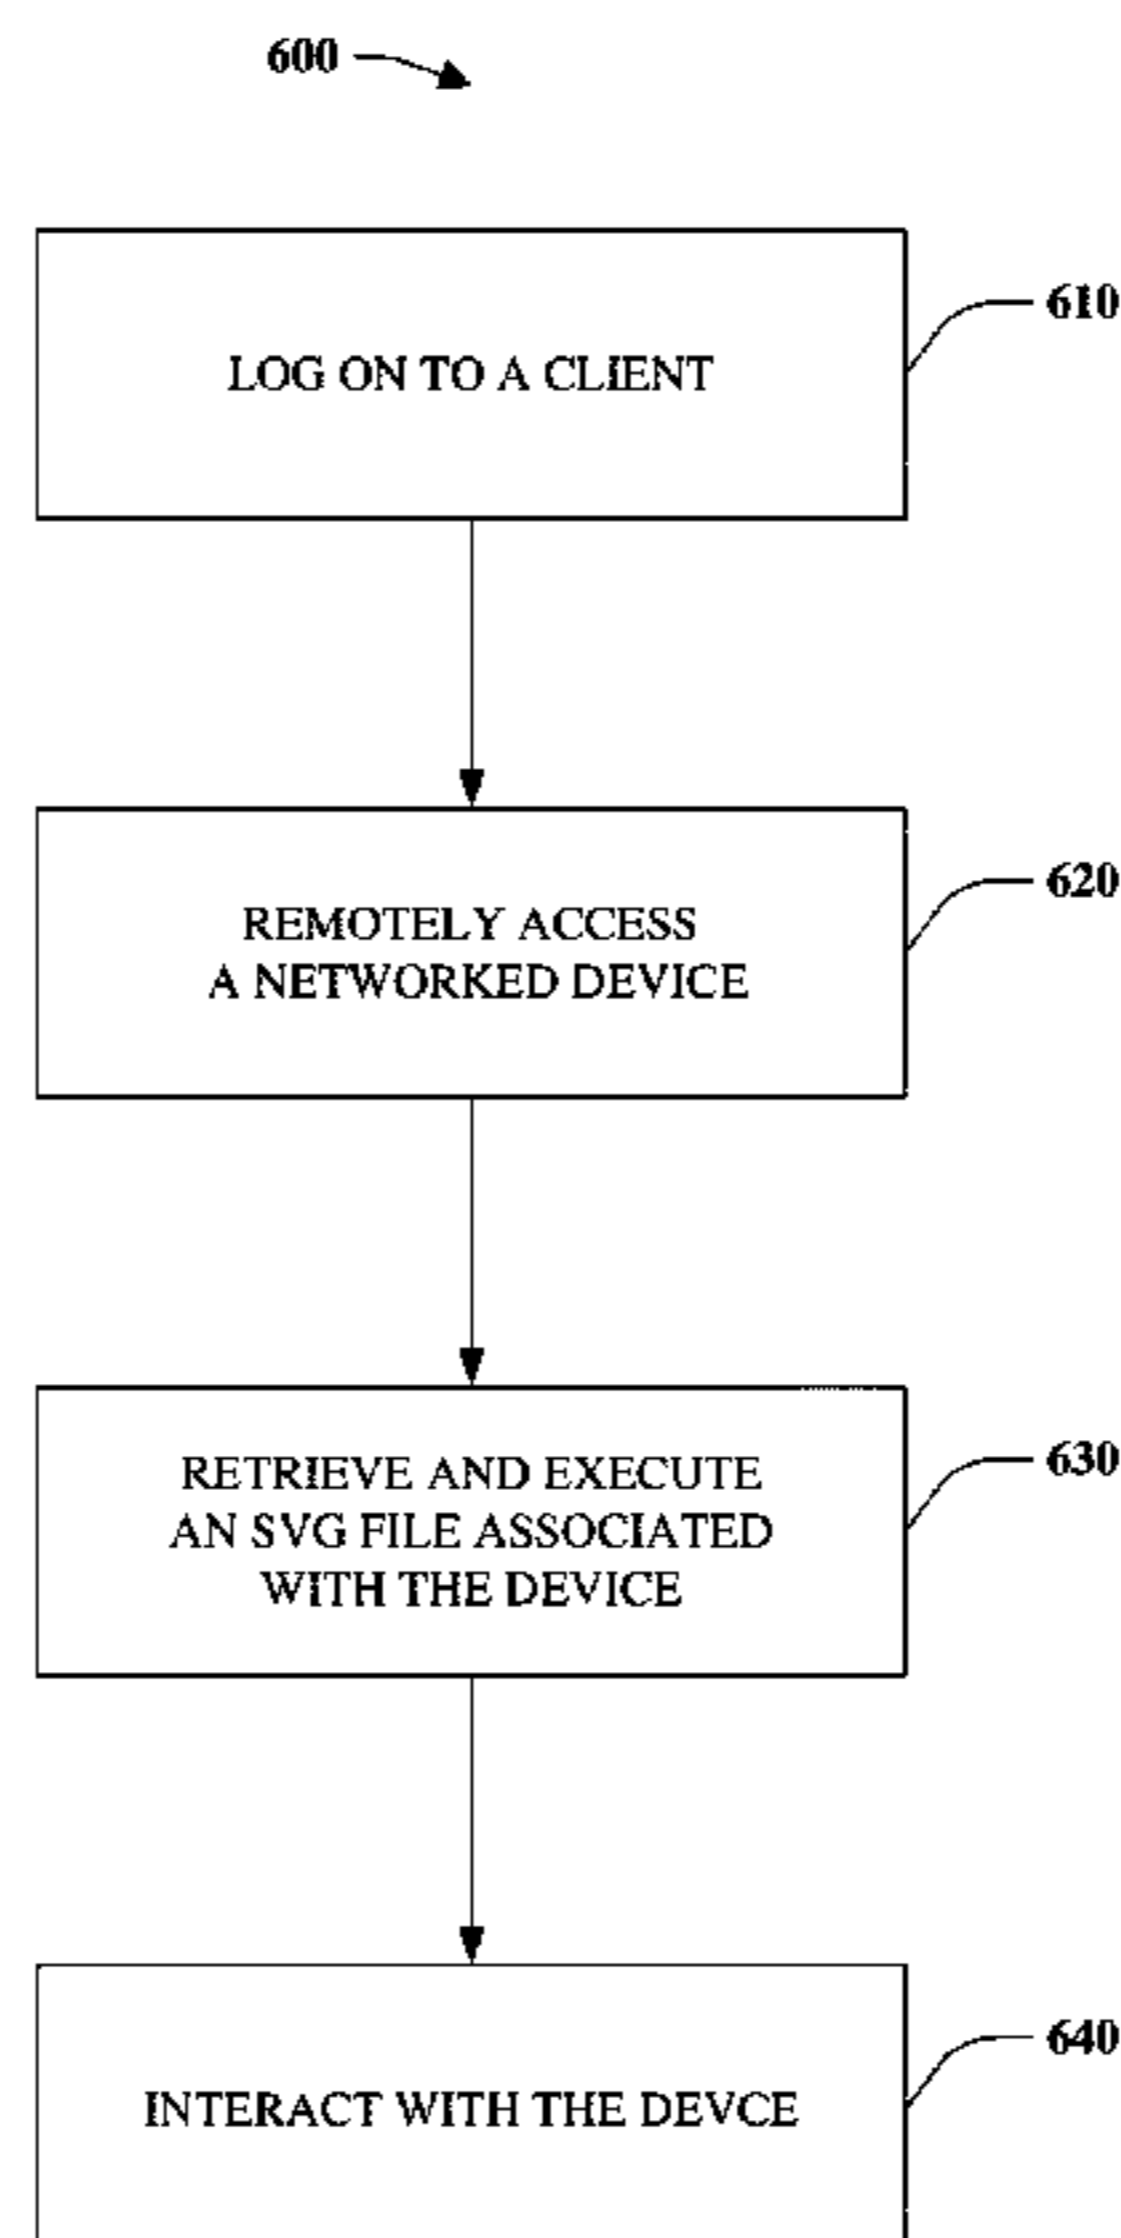 600
610
LOG ON TO A CLIENT
620
REMOTELY ACCESS
A NETWORKED DEVICE
630
RETRIEVE AND EXECUTE
AN SVG FILE ASSOCIATED
WITH THE DEVICE
640
INTERACT WITH THE DEVCE